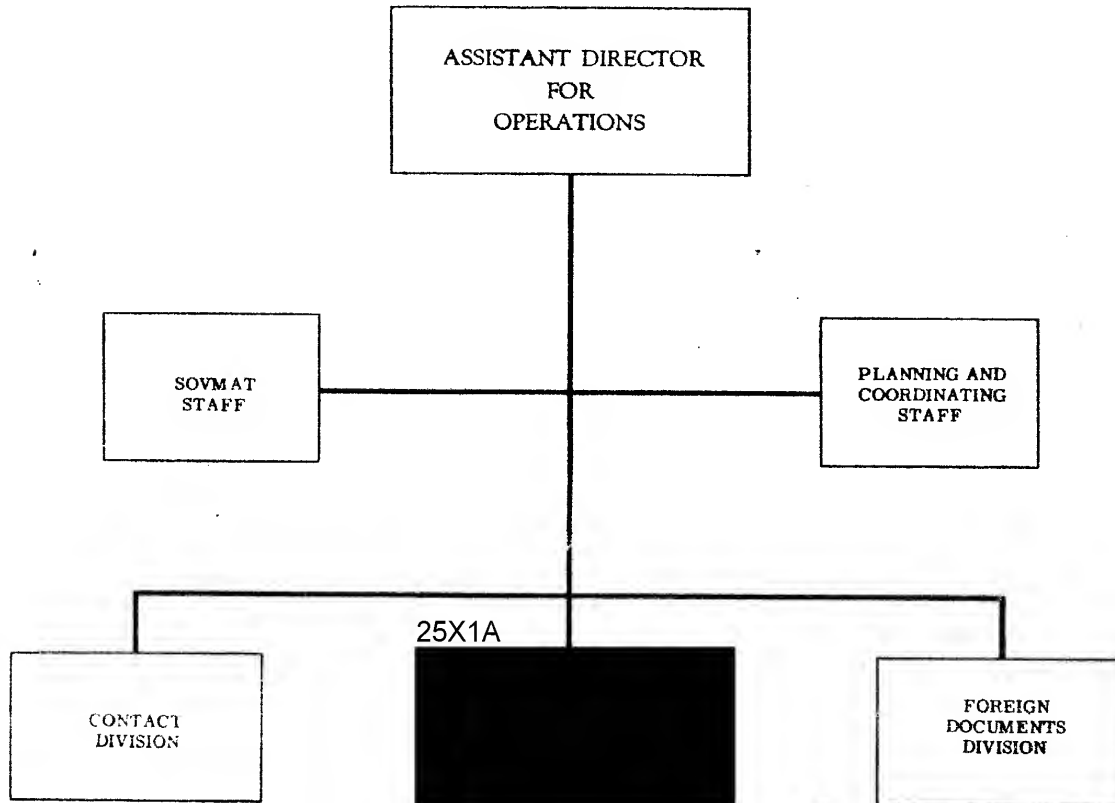 ASSISTANT DIRECTOR
FOR
OPERATIONS
SOVMAT
STAFF
PLANNING AND
COORDINATING
STAFF
25X1A
CONTACT
DIVISION
FOREIGN
DOCUMENTS
DIVISION